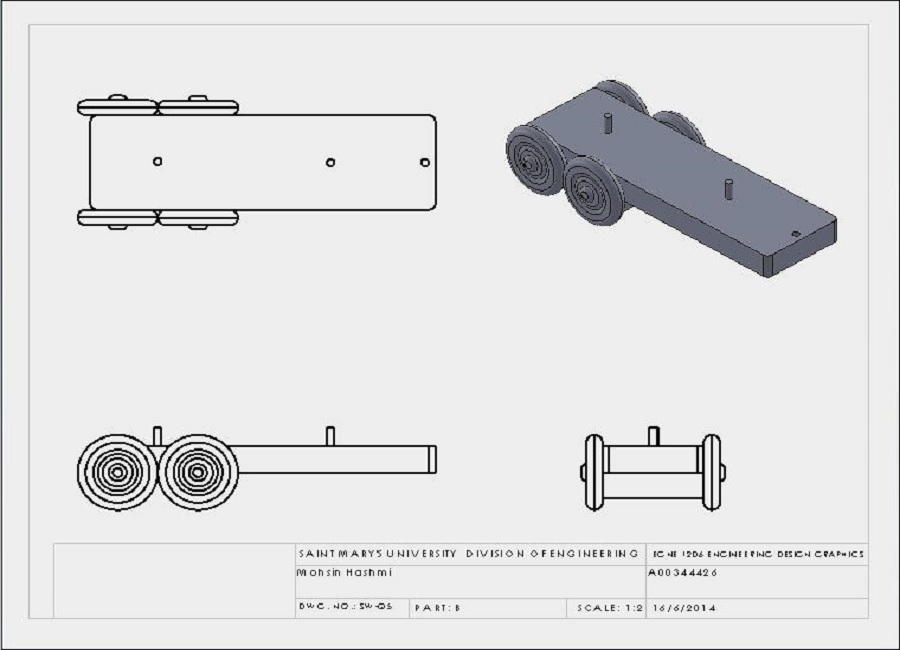 SAINT MARYS UNIVERSITY DIVISION OF ENGINEERING
EGNE 1206 ENGINEERING DESIGN GRAPHICS
Mohsin Hashmi
A00344426
DWG. NO.: SW-05
PART: B
SCALE: 1:2
16/6/2014